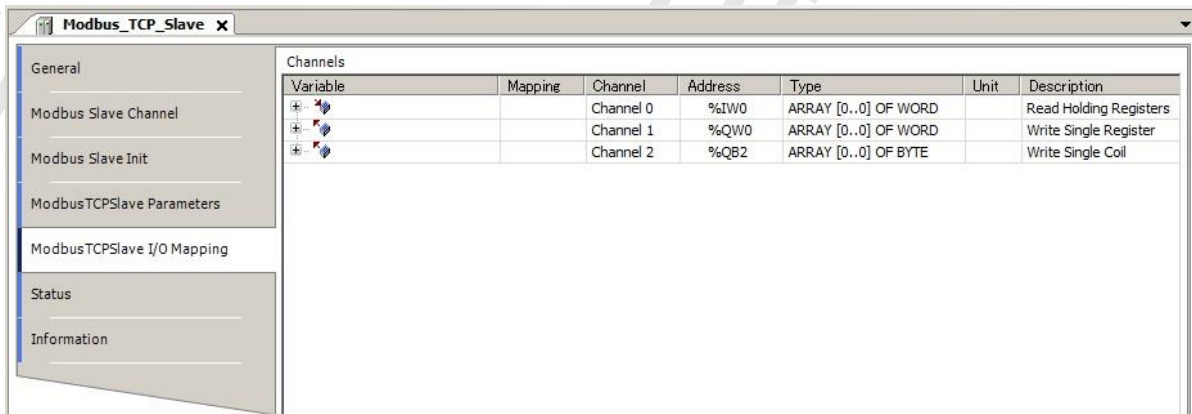 Modbus_TCP_Slave X
General
Modbus Slave Channel
Modbus Slave Init
ModbusTCPSlave Parameters
ModbusTCPSlave I/O Mapping
Status
Information
Channels
Variable Mapping Channel Address Type Unit Description
Channel 0 %IW0 ARRAY [0..0] OF WORD Read Holding Registers
Channel 1 %QW0 ARRAY [0..0] OF WORD Write Single Register
Channel 2 %QB2 ARRAY [0..0] OF BYTE Write Single Coil